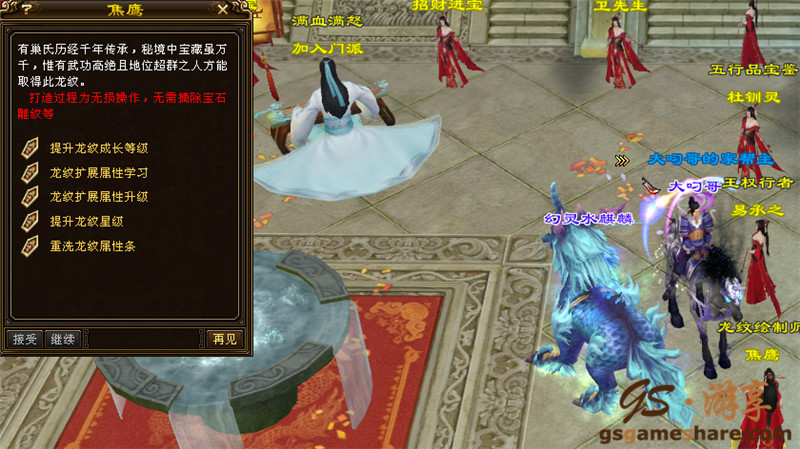 焦鹰
有巢氏历经千年传承，秘境中宝藏虽万
千，惟有武功高绝且地位超群之人方能
取得此龙纹。
打造过程为无损操作，无需摘除宝石
雕纹等
提升龙纹成长等级
龙纹扩展属性学习
龙纹扩展属性升级
提升龙纹星级
重洗龙纹属性条
接受
继续
再见
满血满怒
加入门派
招财进宝
卫先生
五行品宝鉴
杜钏灵
大叼哥的家帮主
大叼哥
王权行者
幻灵水麒麟
易承之
龙纹绘制师
焦鹰
GS·游享
gsgameshare.com